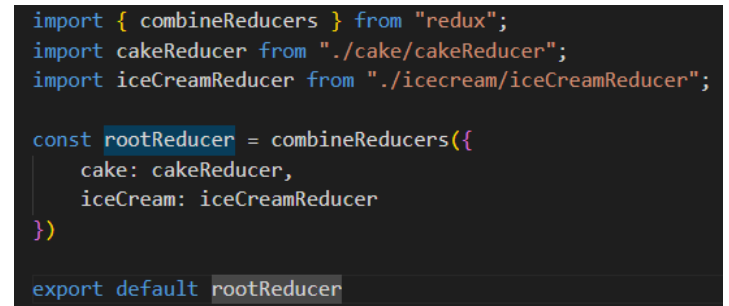 import { combineReducers } from "redux";
import cakeReducer from "./cake/cakeReducer";
import iceCreamReducer from "./icecream/iceCreamReducer";
const rootReducer = combineReducers({
    cake: cakeReducer,
    iceCream: iceCreamReducer
})
export default rootReducer